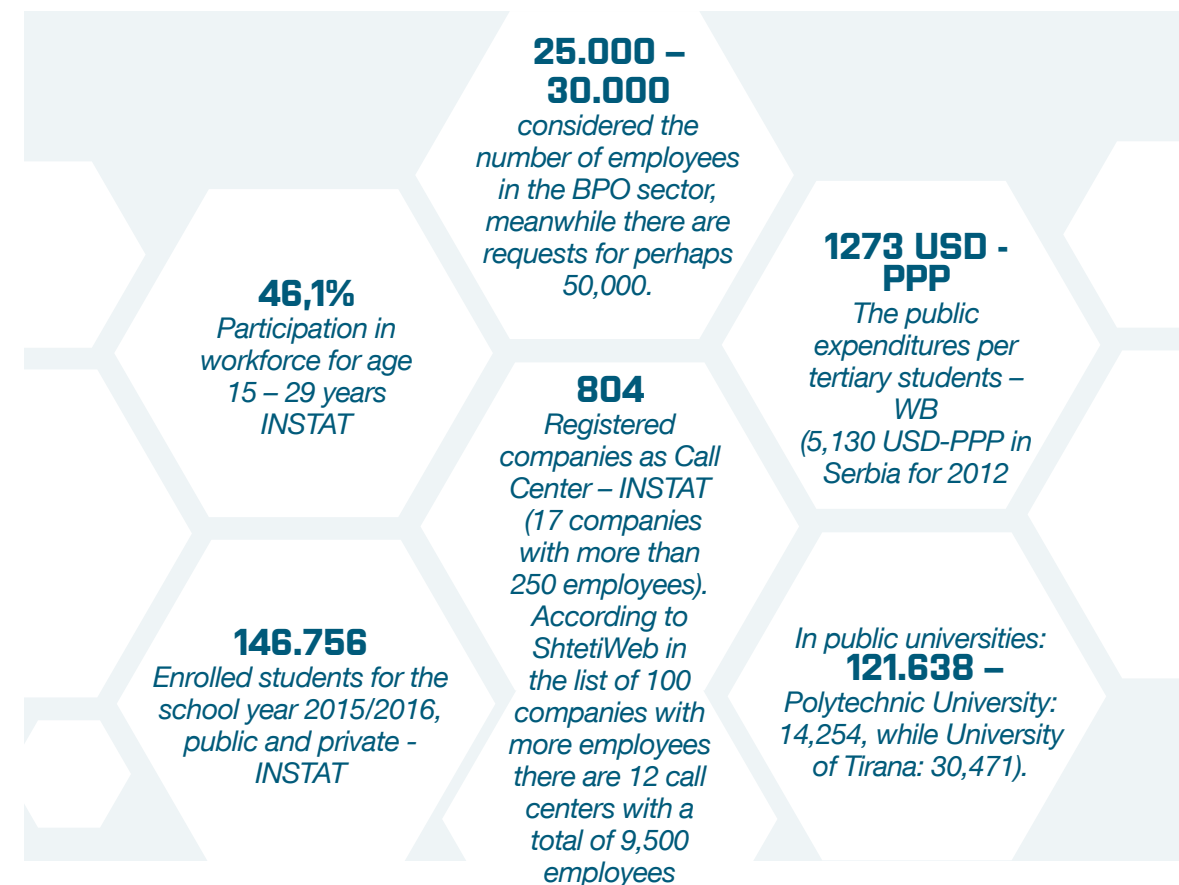 25.000 –
30.000
considered the
number of employees
in the BPO sector,
meanwhile there are
requests for perhaps
50,000.
46,1%
Participation in
workforce for age
15 – 29 years
INSTAT
1273 USD -
PPP
The public
expenditures per
tertiary students –
WB
(5,130 USD-PPP in
Serbia for 2012
804
Registered
companies as Call
Center – INSTAT
(17 companies
with more than
250 employees).
According to
ShtetiWeb in
the list of 100
companies with
more employees
there are 12 call
centers with a
total of 9,500
employees
146.756
Enrolled students for the
school year 2015/2016,
public and private -
INSTAT
In public universities:
121.638 –
Polytechnic University:
14,254, while University
of Tirana: 30,471).